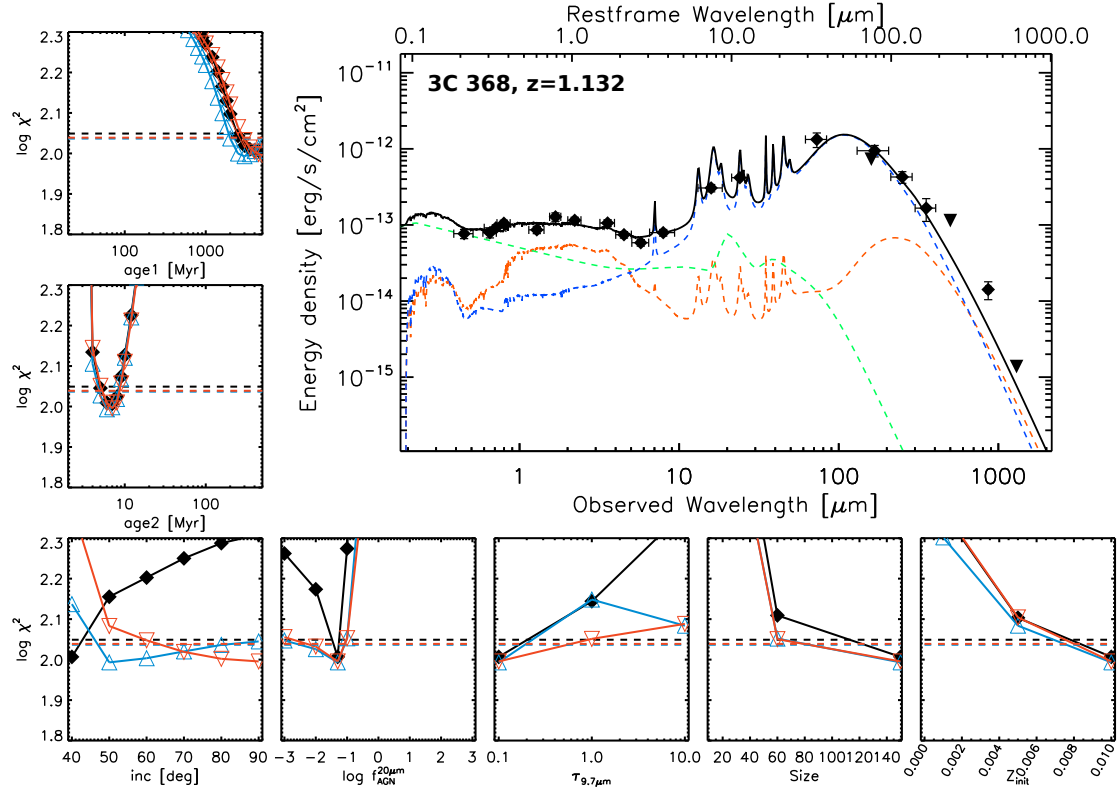 Restframe Wavelength [μm]
0.1 1.0 10.0 100.0 1000.0
3C 368, z=1.132
10⁻¹¹
10⁻¹²
10⁻¹³
10⁻¹⁴
10⁻¹⁵
Energy density [erg/s/cm²]
1 10 100 1000
Observed Wavelength [μm]
2.3
2.2
2.1
2.0
1.9
1.8
log χ²
100 1000
age1 [Myr]
2.3
2.2
2.1
2.0
1.9
1.8
log χ²
10 100
age2 [Myr]
2.3
2.2
2.1
2.0
1.9
1.8
log χ²
40 50 60 70 80 90
inc [deg]
−3 −2 −1 0 1 2 3
log f_AGN^20μm
0.1 1.0 10.0
τ_9,7μm
20 40 60 80 100 120 140
Size
0.000 0.002 0.004 0.006 0.008 0.010
Z_init